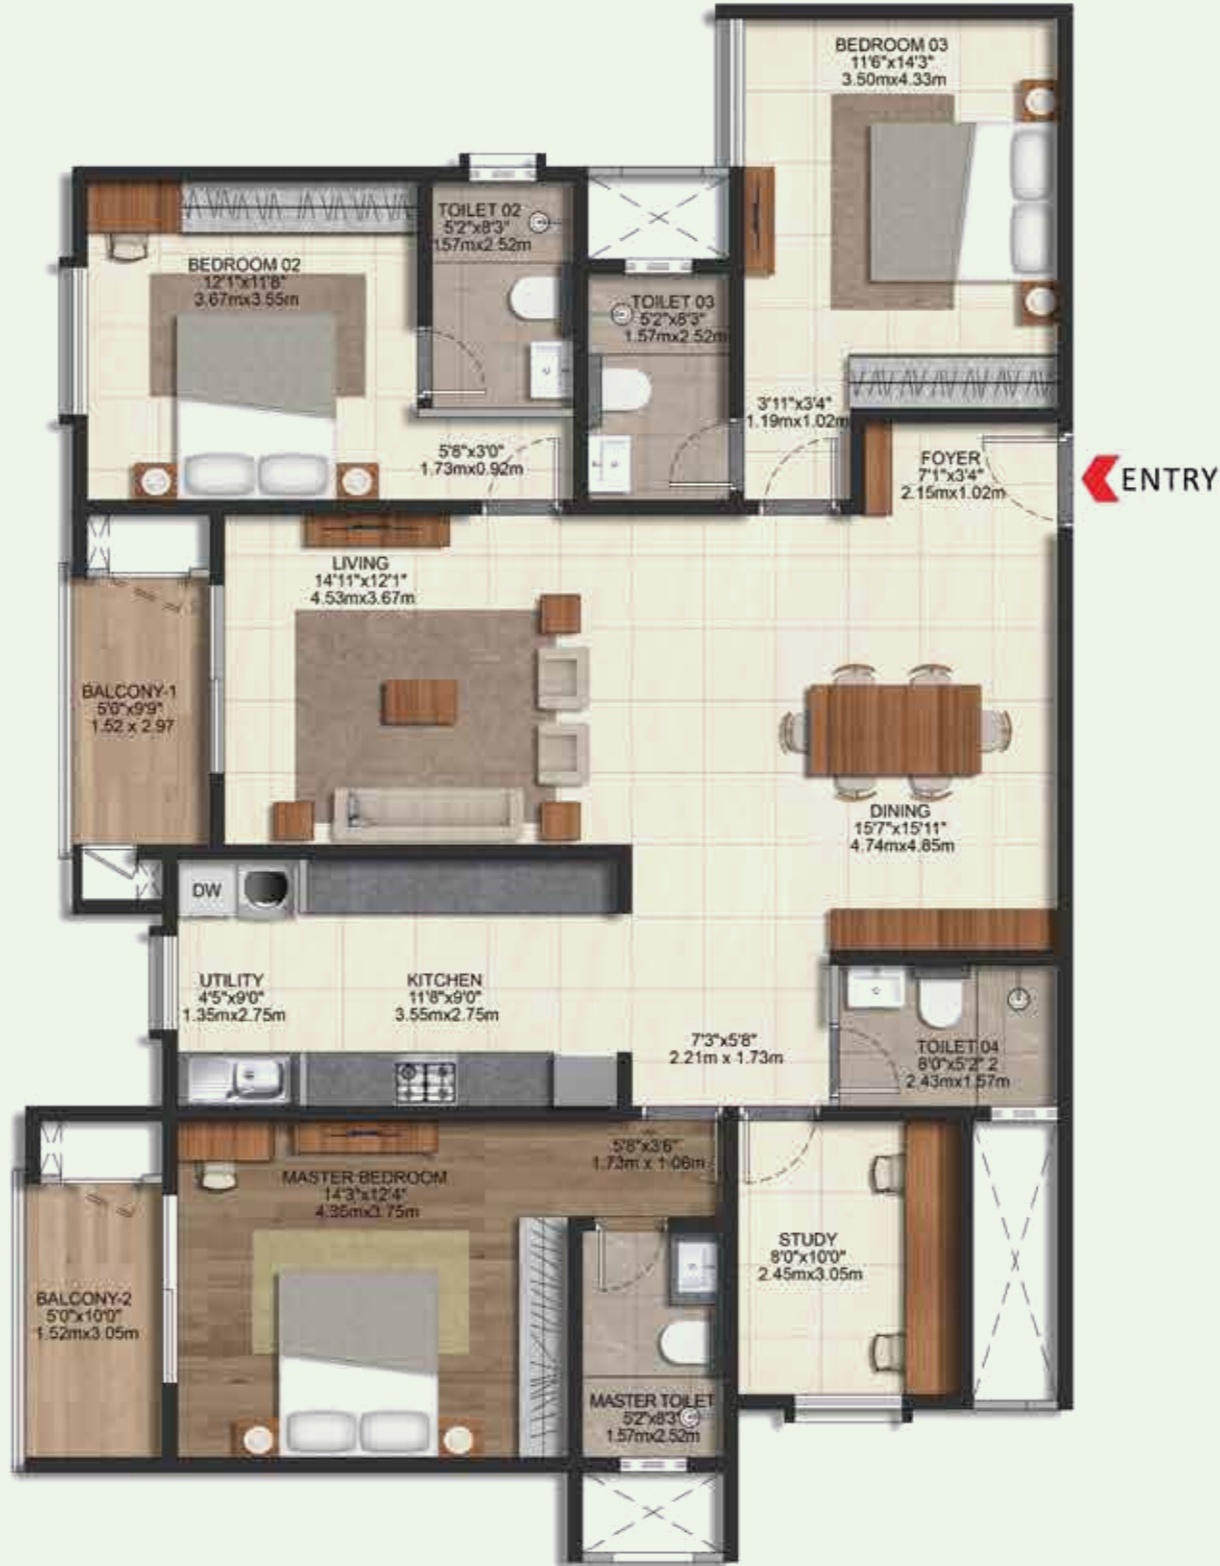 BEDROOM 03
11'6"x14'3"
3.50mx4.33m
TOILET 02
5'2"x8'3"
1.57mx2.52m
BEDROOM 02
12'1"x11'8"
3.67mx3.55m
TOILET 03
5'2"x8'3"
1.57mx2.52m
3'11"x3'4"
1.19mx1.02m
5'8"x3'0"
1.73mx0.92m
FOYER
7'1"x3'4"
2.15mx1.02m
ENTRY
LIVING
14'11"x12'1"
4.53mx3.67m
BALCONY-1
5'0"x9'9"
1.52 x 2.97
DINING
15'7"x15'11"
4.74mx4.85m
DW
UTILITY
4'5"x9'0"
1.35mx2.75m
KITCHEN
11'8"x9'0"
3.55mx2.75m
7'3"x5'8"
2.21m x 1.73m
TOILET 04
8'0"x5'2" 2
2.43mx1.57m
5'8"x3'6"
1.73m x 1.06m
MASTER BEDROOM
14'3"x12'4"
4.35mx3.75m
STUDY
8'0"x10'0"
2.45mx3.05m
BALCONY-2
5'0"x10'0"
1.52mx3.05m
MASTER TOILET
5'2"x8'3"
1.57mx2.52m